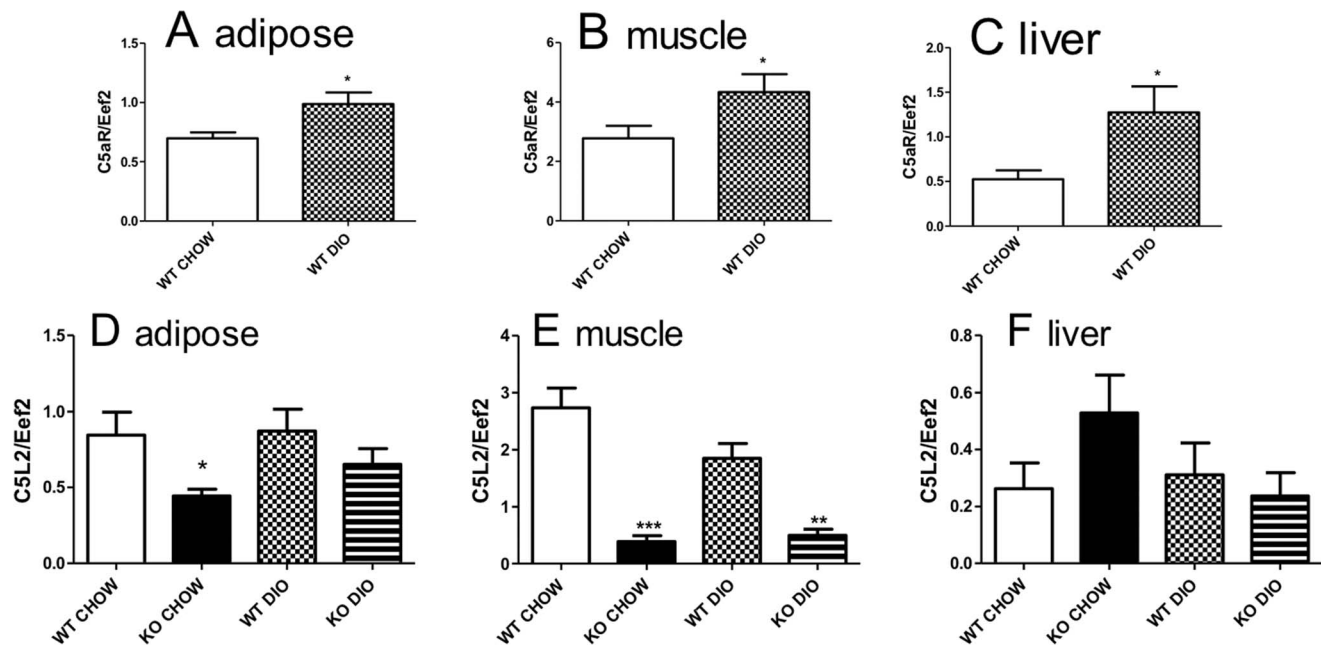 A adipose
C5aR/Eef2
1.5
1.0
0.5
0.0
*
WT CHOW
WT DIO
B muscle
C5aR/Eef2
6
4
2
0
*
WT CHOW
WT DIO
C liver
C5aR/Eef2
2.0
1.5
1.0
0.5
0.0
*
WT CHOW
WT DIO
D adipose
C5L2/Eef2
1.5
1.0
0.5
0.0
*
WT CHOW
KO CHOW
WT DIO
KO DIO
E muscle
C5L2/Eef2
4
3
2
1
0
***
**
WT CHOW
KO CHOW
WT DIO
KO DIO
F liver
C5L2/Eef2
0.8
0.6
0.4
0.2
0.0
WT CHOW
KO CHOW
WT DIO
KO DIO